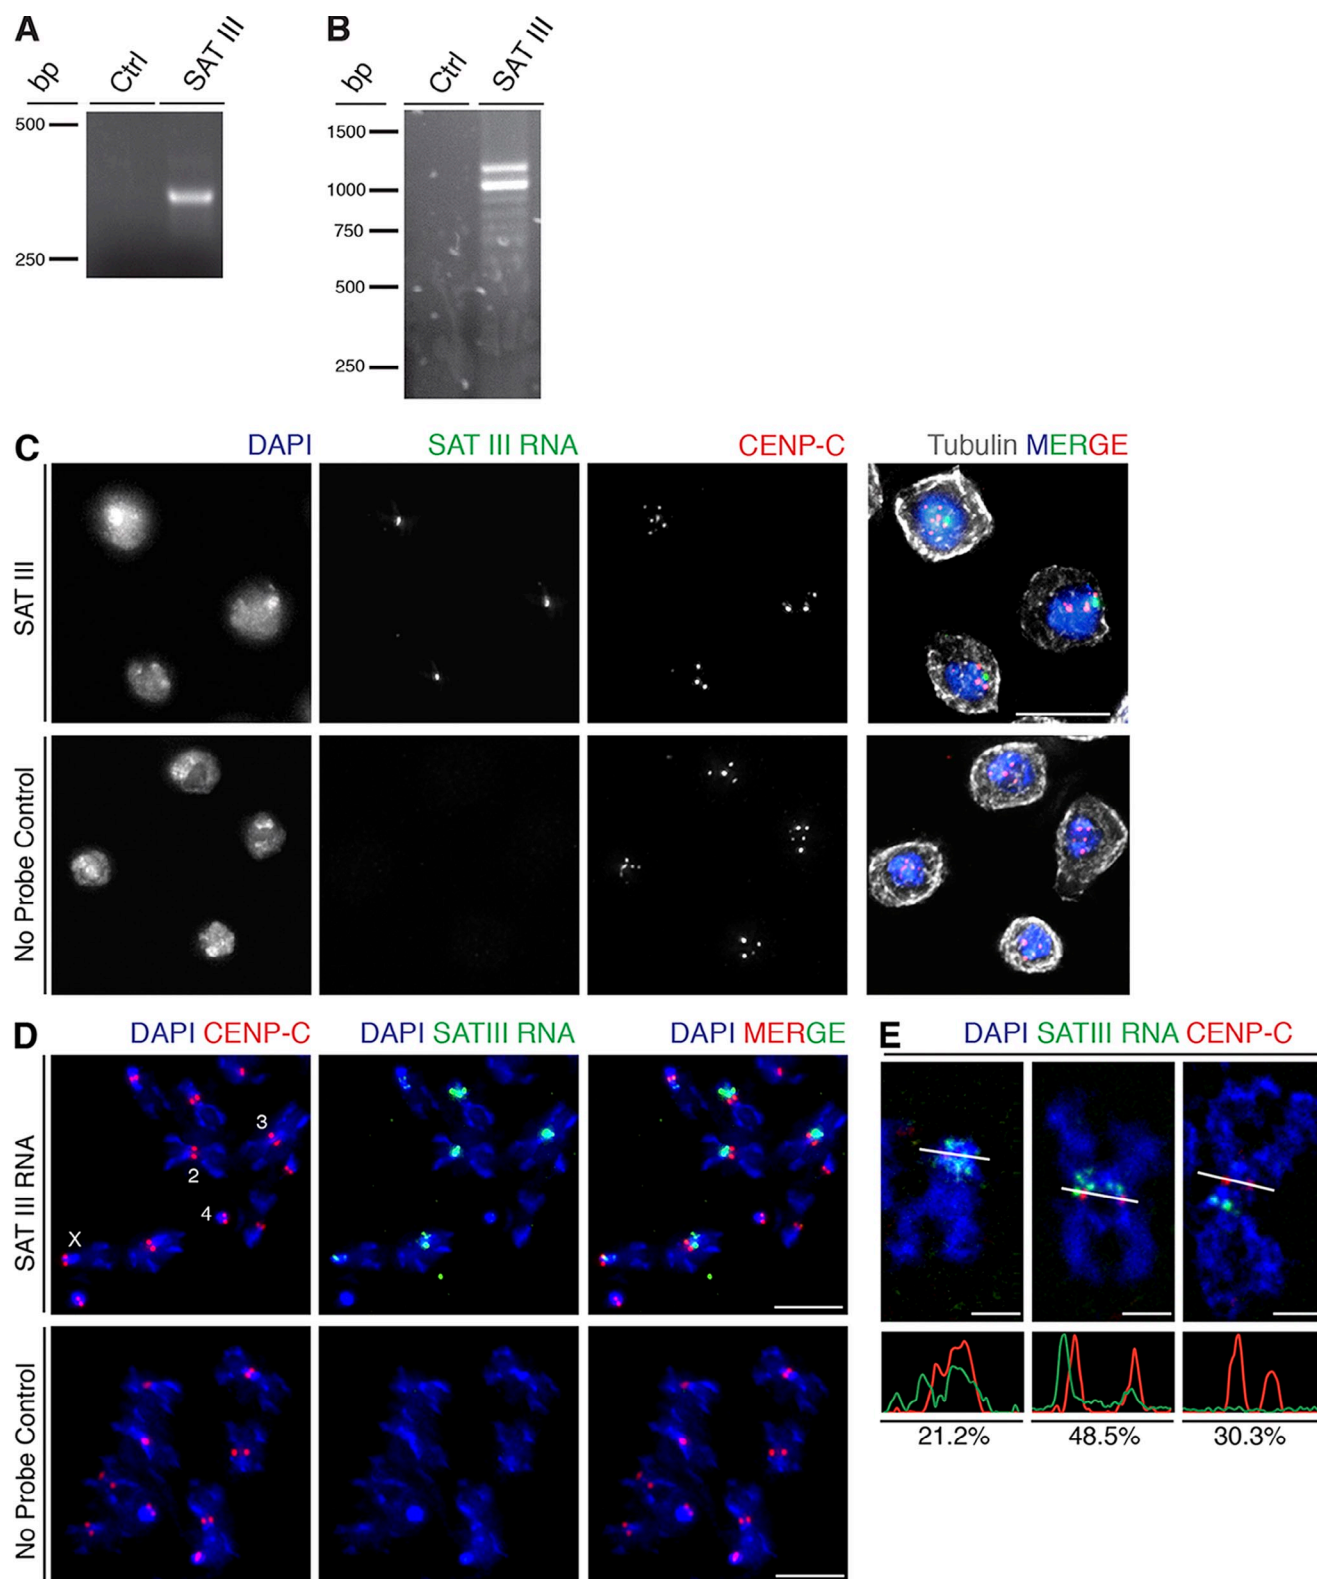 A
B
bp Ctrl SAT III
bp Ctrl SAT III
500
250
1500
1000
750
500
250
C
DAPI SAT III RNA CENP-C Tubulin MERGE
SAT III
No Probe Control
D
DAPI CENP-C DAPI SATIII RNA DAPI MERGE
SAT III RNA
3
2
4
X
No Probe Control
E
DAPI SATIII RNA CENP-C
21.2% 48.5% 30.3%